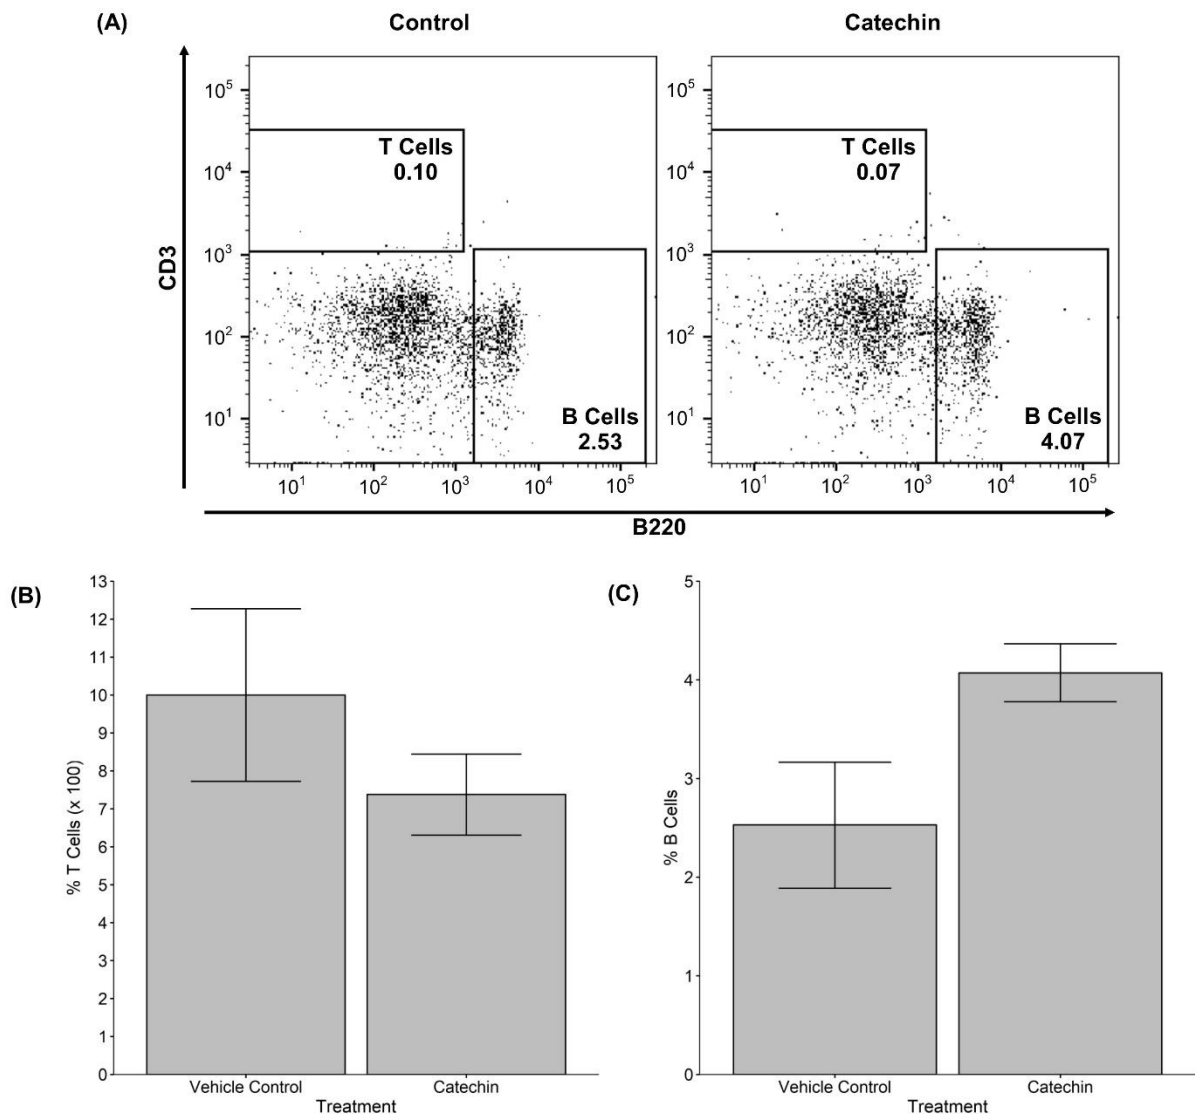 (A)
Control
Catechin
CD3
10^5
10^4
10^3
10^2
10^1
T Cells
0.10
B Cells
2.53
10^1 10^2 10^3 10^4 10^5
10^5
10^4
10^3
10^2
10^1
T Cells
0.07
B Cells
4.07
10^1 10^2 10^3 10^4 10^5
B220
(B)
% T Cells (x 100)
13
12
11
10
9
8
7
6
5
4
3
2
1
0
Vehicle Control Catechin
Treatment
(C)
% B Cells
5
4
3
2
1
0
Vehicle Control Catechin
Treatment